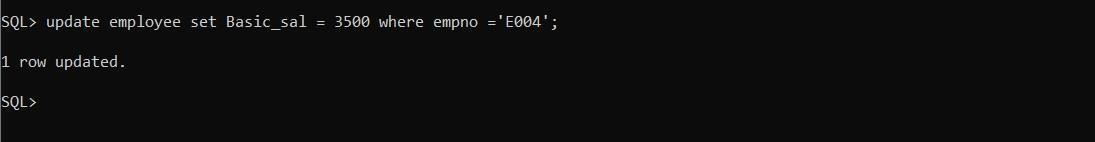 SQL> update employee set Basic_sal = 3500 where empno ='E004';
1 row updated.
SQL>